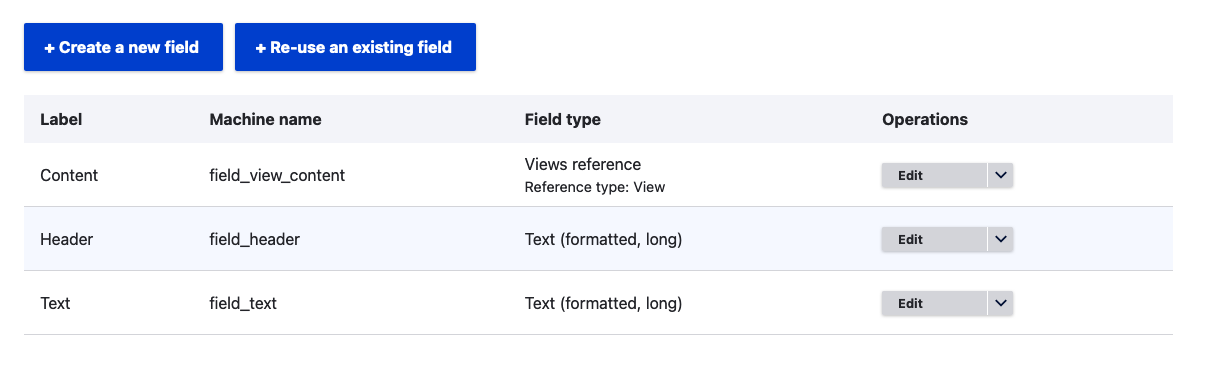 + Create a new field + Re-use an existing field
Label Machine name Field type Operations
Content field_view_content Views reference Edit
Reference type: View
Header field_header Text (formatted, long) Edit
Text field_text Text (formatted, long) Edit